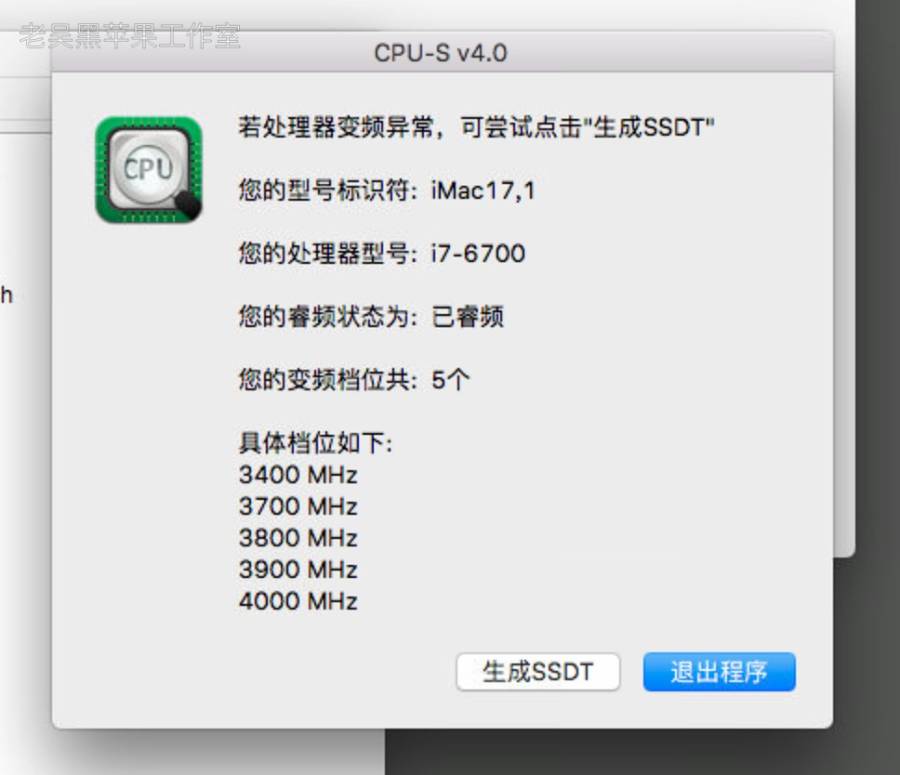 老吴黑苹果工作室
CPU-S v4.0
CPU
若处理器变频异常，可尝试点击"生成SSDT"
您的型号标识符: iMac17,1
您的处理器型号: i7-6700
您的睿频状态为: 已睿频
您的变频档位共: 5个
h
具体档位如下:
3400 MHz
3700 MHz
3800 MHz
3900 MHz
4000 MHz
生成SSDT
退出程序